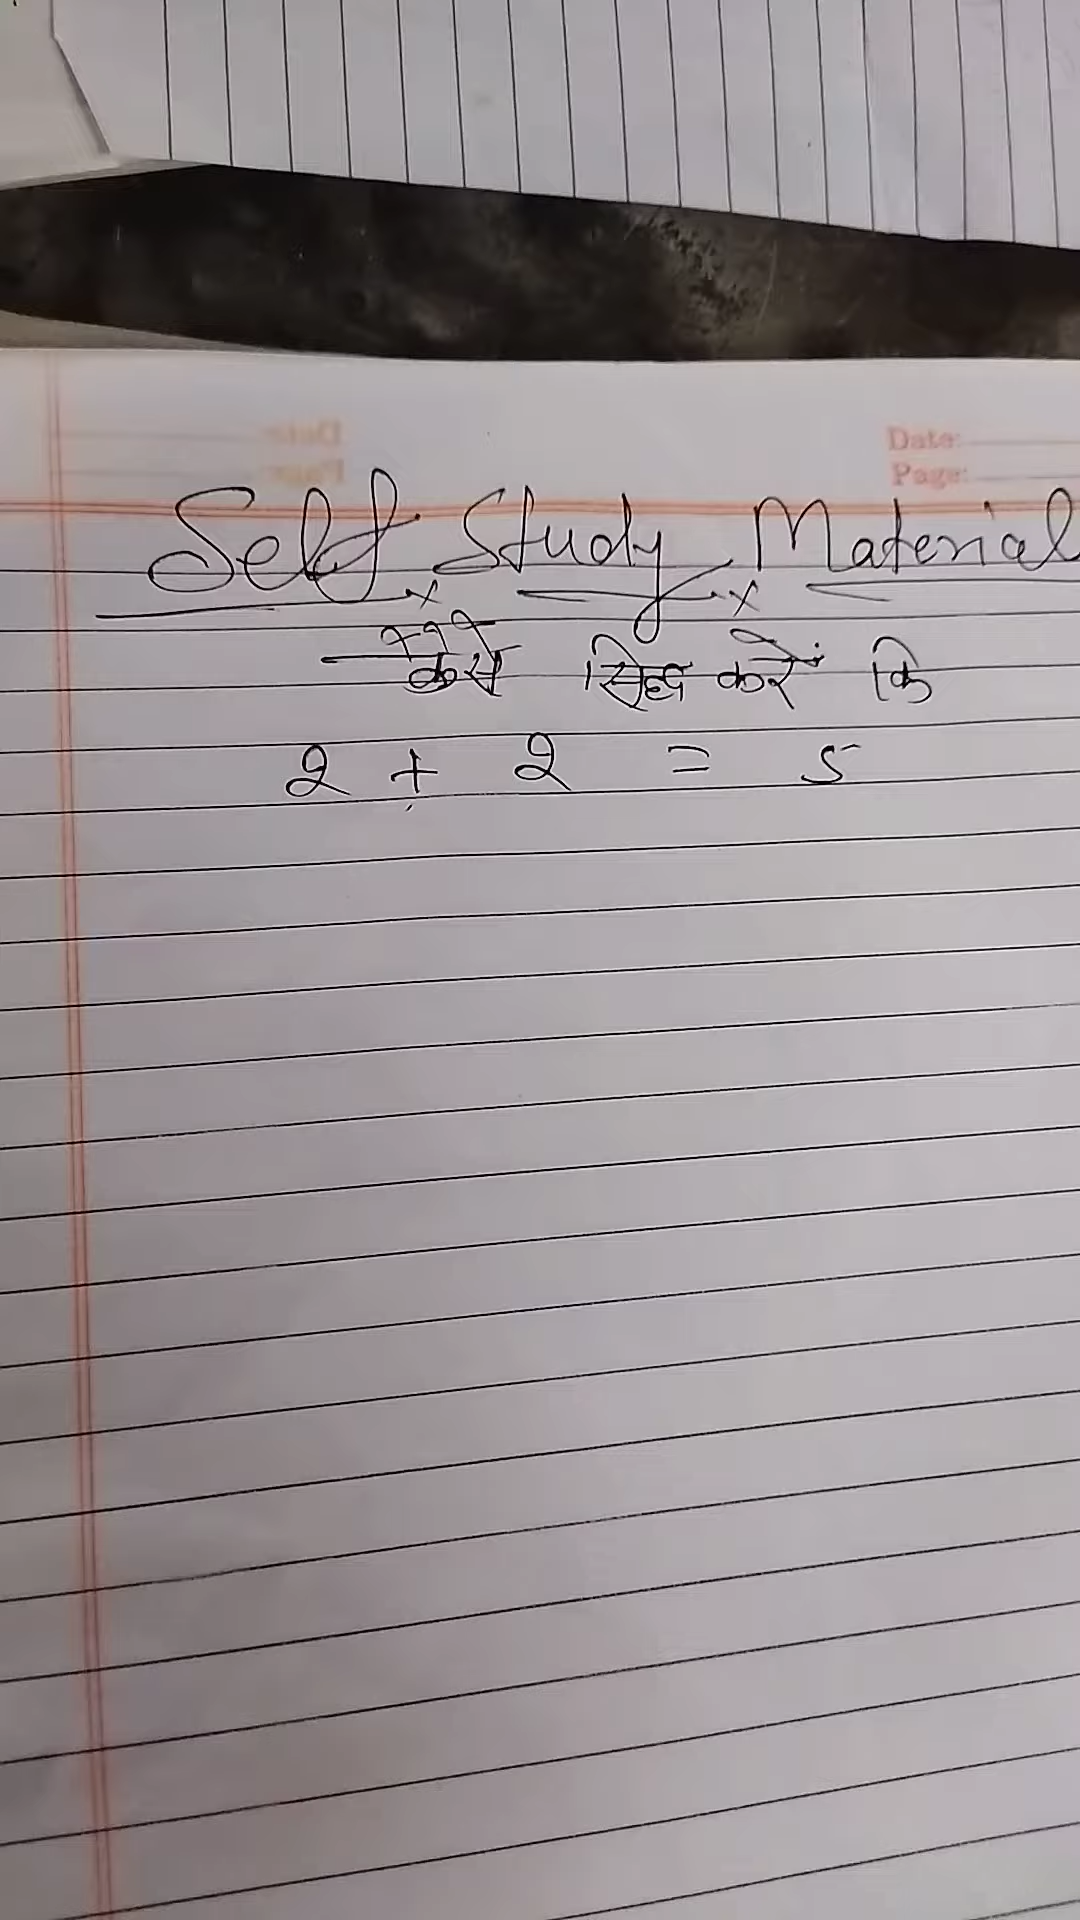 Date:
Page:
Self Study Material
कैसे सिद्ध करें कि
2 + 2 = 5